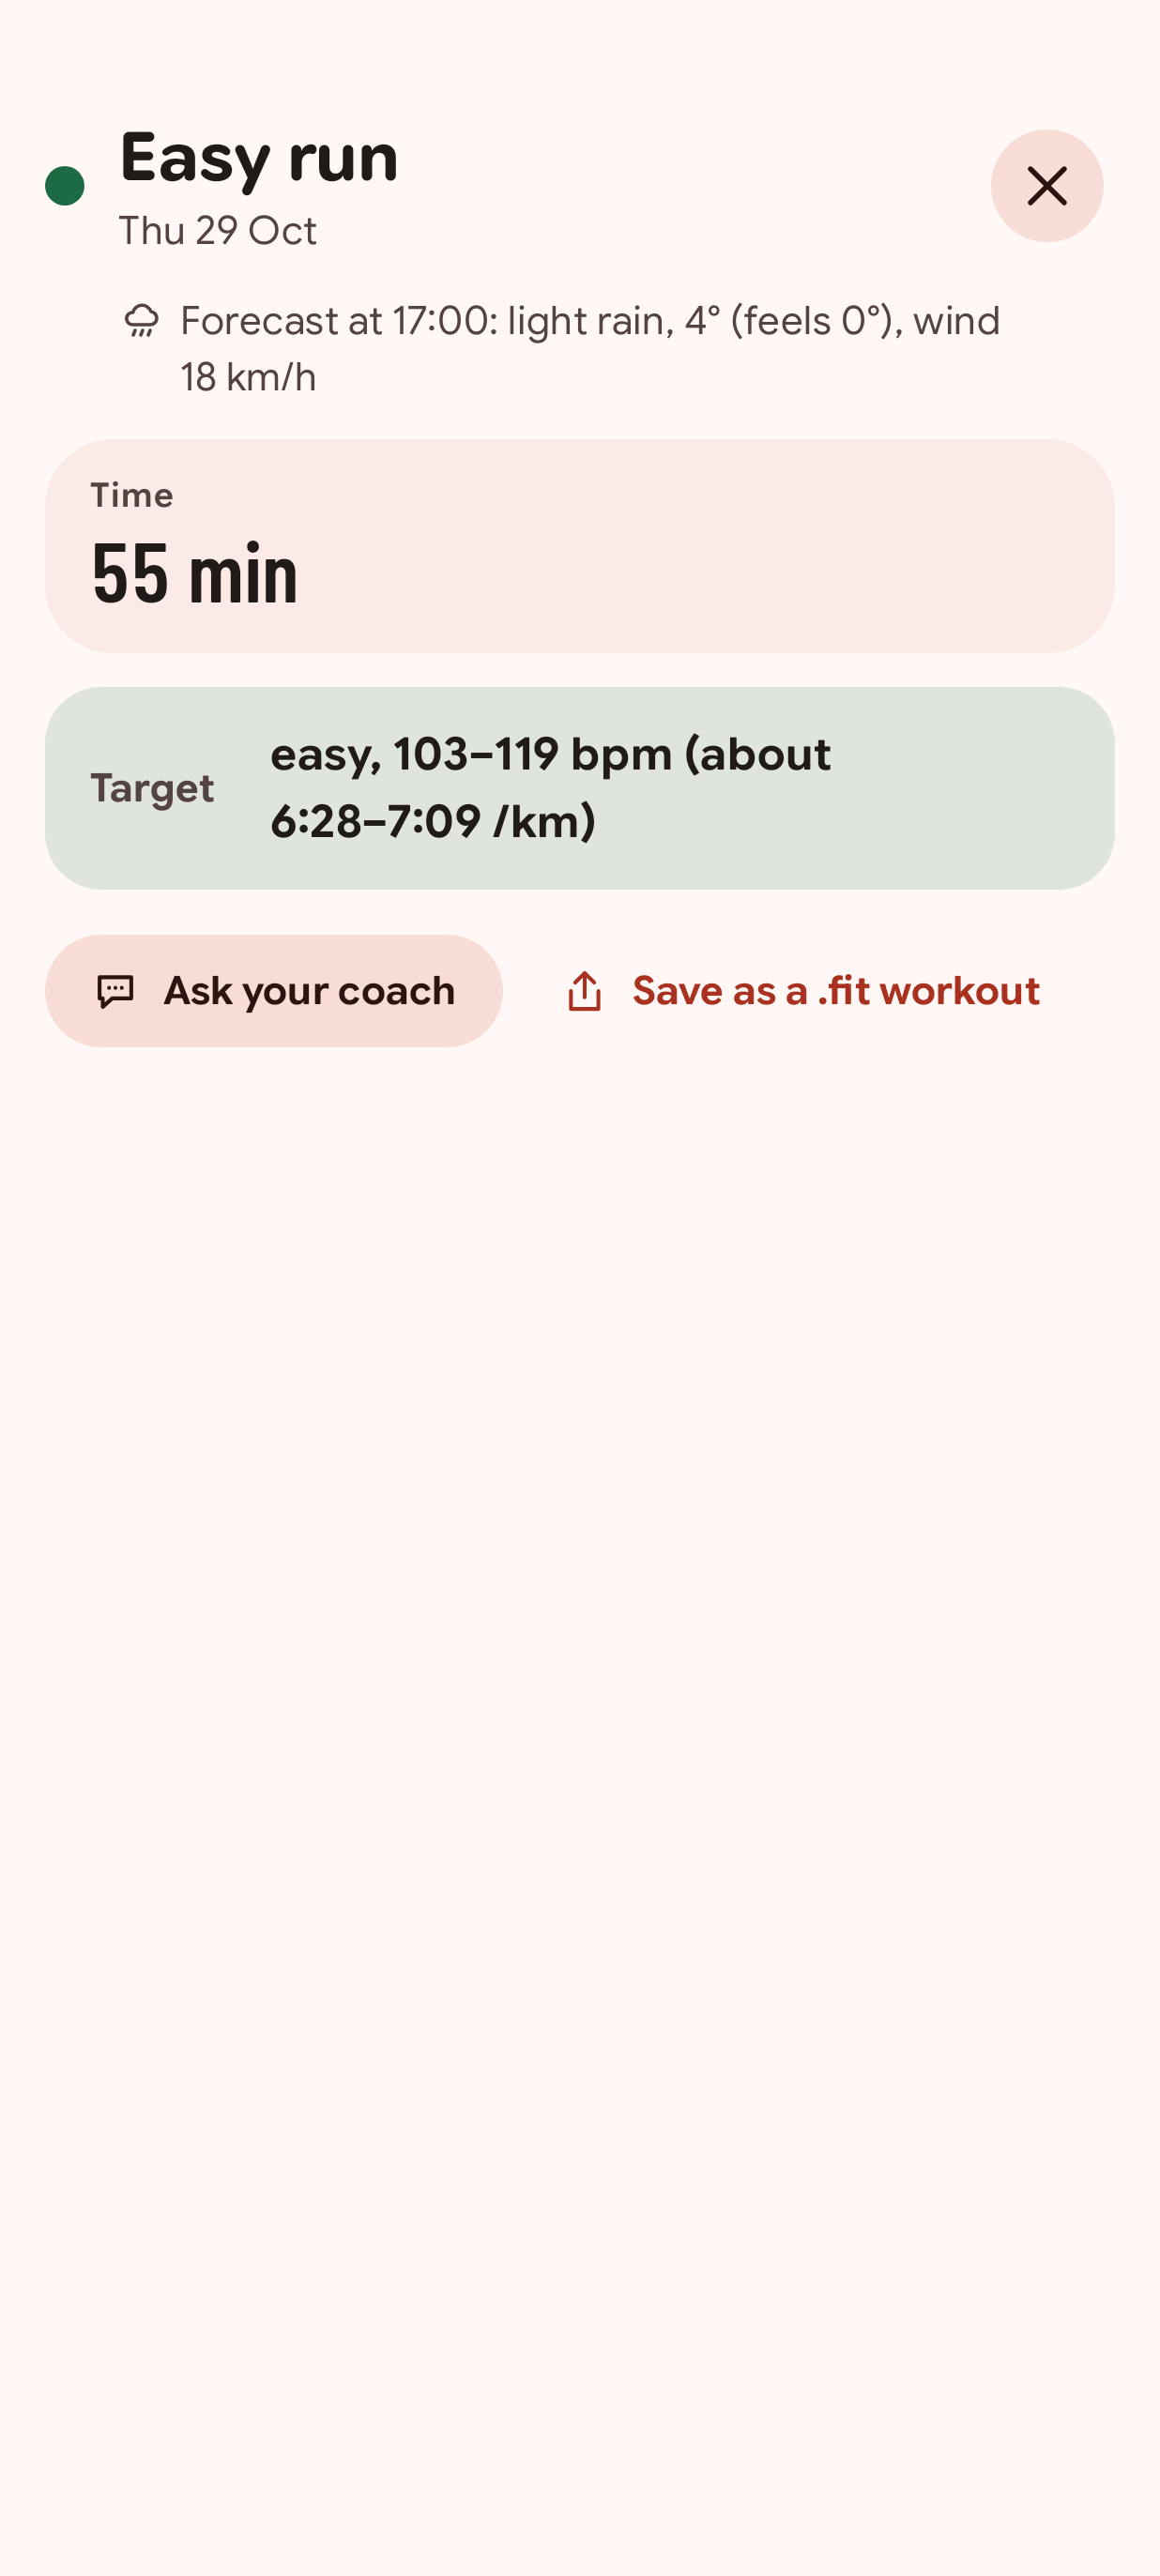 Easy run
Thu 29 Oct
Forecast at 17:00: light rain, 4° (feels 0°), wind
18 km/h
Time
55 min
Target
easy, 103–119 bpm (about
6:28–7:09 /km)
Ask your coach
Save as a .fit workout